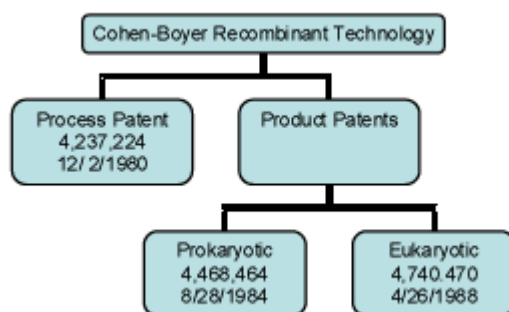 Cohen-Boyer Recombinant Technology
Process Patent
4,237,224
12/ 2/1980
Product Patents
Prokaryotic
4,468,464
8/28/1984
Eukaryotic
4,740.470
4/26/1988